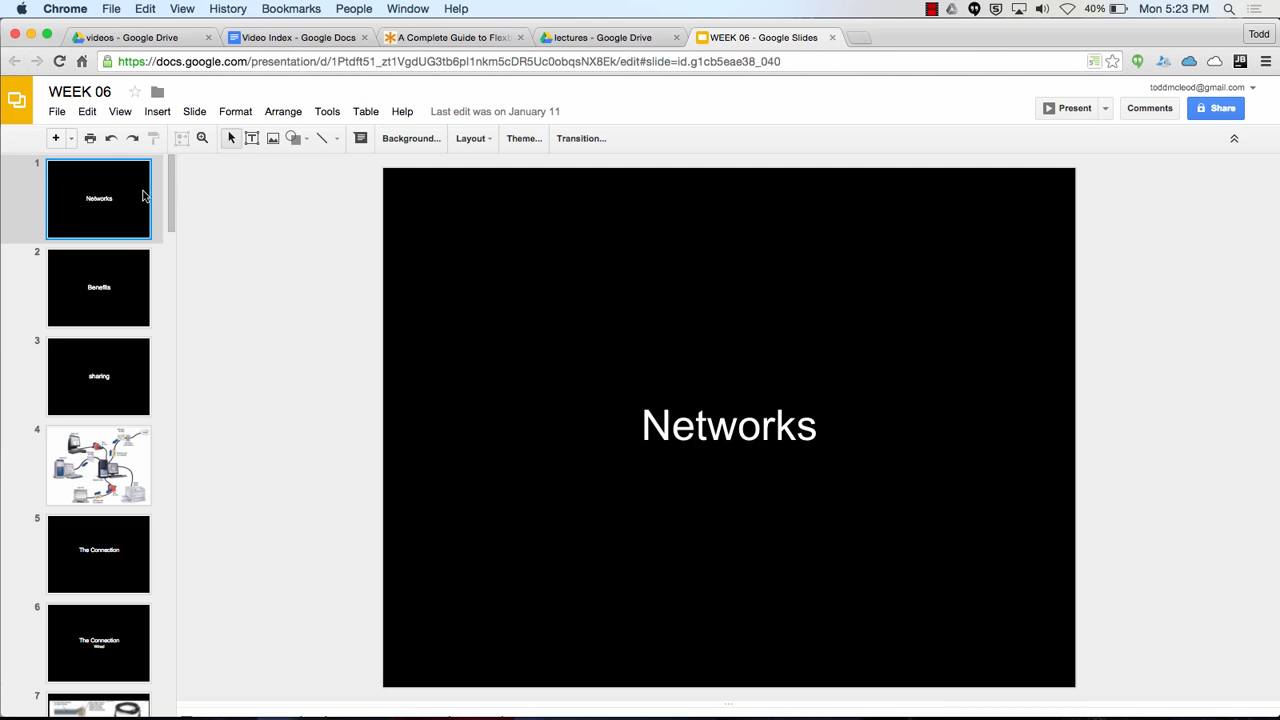 Chrome File Edit View History Bookmarks People Window Help 40% Mon 5:23 PM
videos - Google Drive Video Index - Google Docs A Complete Guide to Flex lectures - Google Drive WEEK 06 - Google Slides Todd
https://docs.google.com/presentation/d/1Ptdft51_zt1VgdUG3tb6pl1nkm5cDR5Uc0obqsNX8Ek/edit#slide=id.g1cb5eae38_040
WEEK 06
toddmcleod@gmail.com
File Edit View Insert Slide Format Arrange Tools Table Help Last edit was on January 11
Present Comments Share
Background... Layout Theme... Transition...
1
Networks
2
Benefits
3
sharing
4
5
The Connection
6
The Connection
Wired
7
Networks